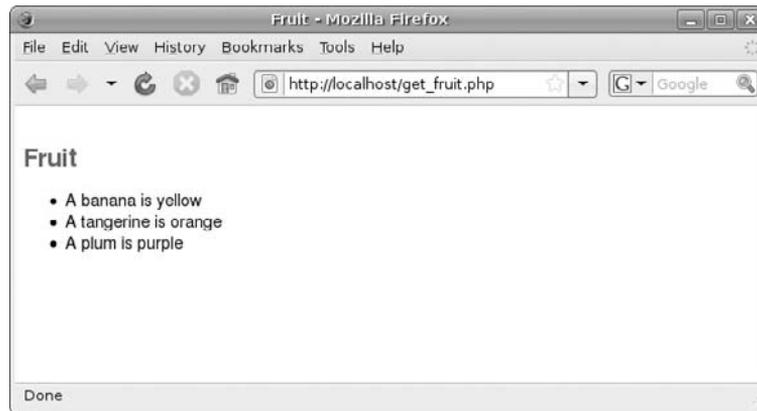 Fruit - Mozilla Firefox
File Edit View History Bookmarks Tools Help
http://localhost/get_fruit.php G Google
Fruit
• A banana is yellow
• A tangerine is orange
• A plum is purple
Done